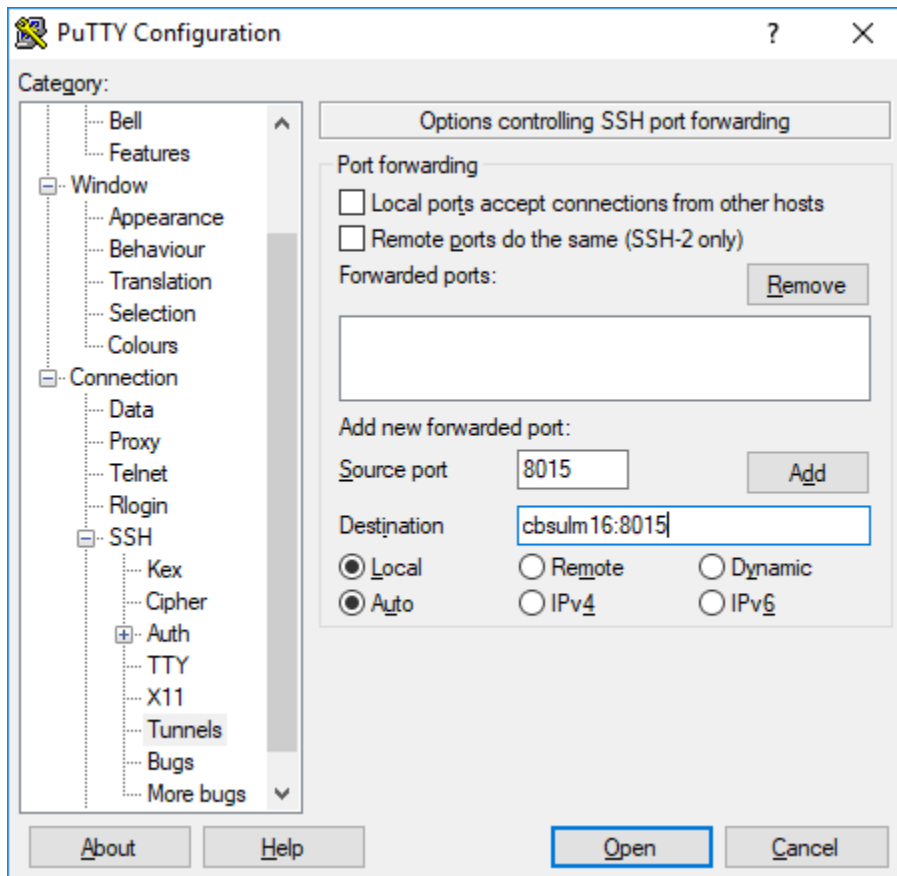 PuTTY Configuration
?
Category:
Bell
Features
Window
Appearance
Behaviour
Translation
Selection
Colours
Connection
Data
Proxy
Telnet
Rlogin
SSH
Kex
Cipher
Auth
TTY
X11
Tunnels
Bugs
More bugs
Options controlling SSH port forwarding
Port forwarding
Local ports accept connections from other hosts
Remote ports do the same (SSH-2 only)
Forwarded ports:
Remove
Add new forwarded port:
Source port 8015 Add
Destination cbsulm16:8015
Local Remote Dynamic
Auto IPv4 IPv6
About Help Open Cancel